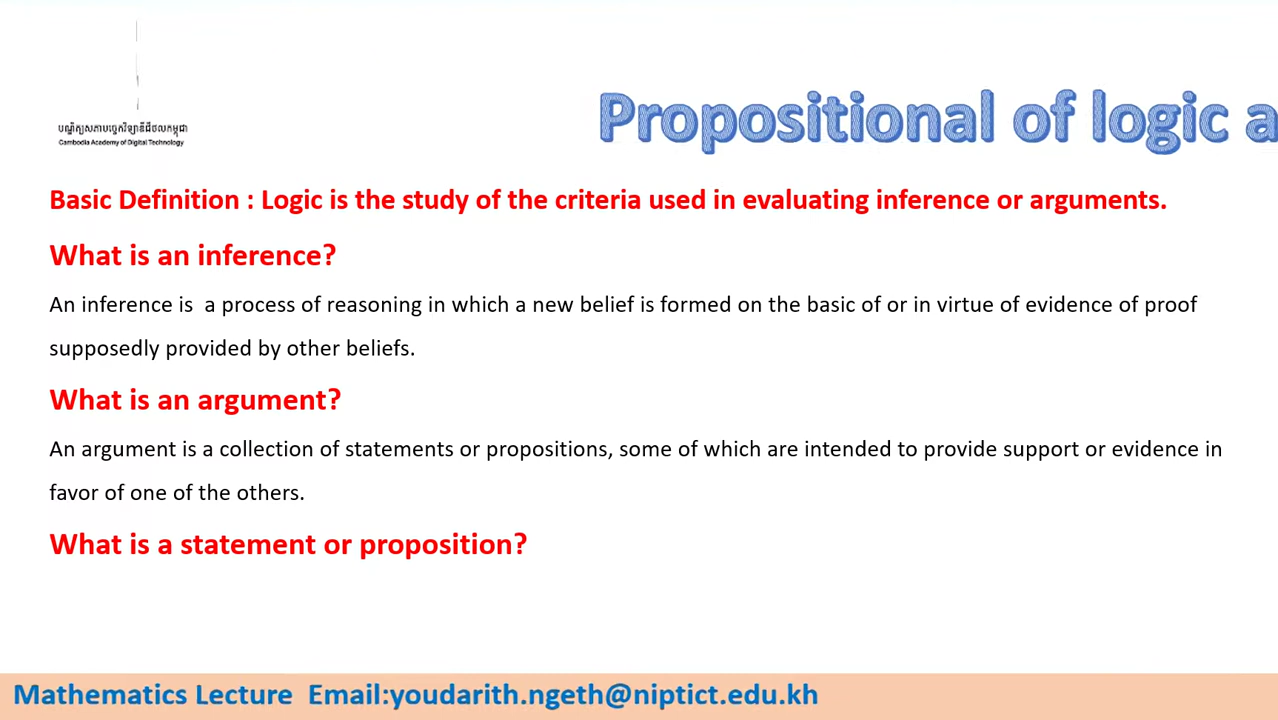 បណ្ឌិត្យសភាបច្ចេកវិទ្យាឌីជីថលកម្ពុជា
Cambodia Academy of Digital Technology
Propositional of logic a
Basic Definition : Logic is the study of the criteria used in evaluating inference or arguments.
What is an inference?
An inference is  a process of reasoning in which a new belief is formed on the basic of or in virtue of evidence of proof
supposedly provided by other beliefs.
What is an argument?
An argument is a collection of statements or propositions, some of which are intended to provide support or evidence in
favor of one of the others.
What is a statement or proposition?
Mathematics Lecture  Email:youdarith.ngeth@niptict.edu.kh